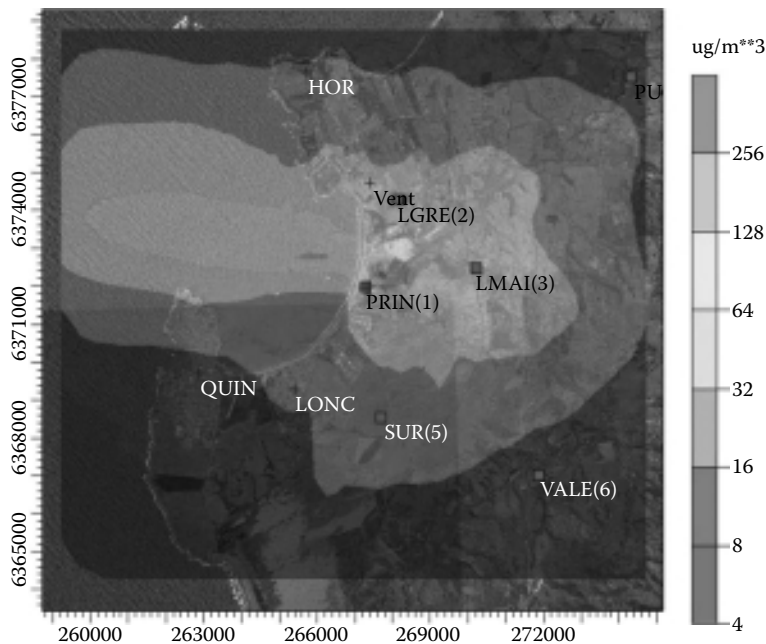 ug/m**3
HOR
PU
6377000
256
Vent
6374000
LGRE(2)
128
LMAI(3)
PRIN(1)
64
6371000
32
QUIN
LONC
SUR(5)
6368000
16
VALE(6)
8
6365000
4
260000 263000 266000 269000 272000